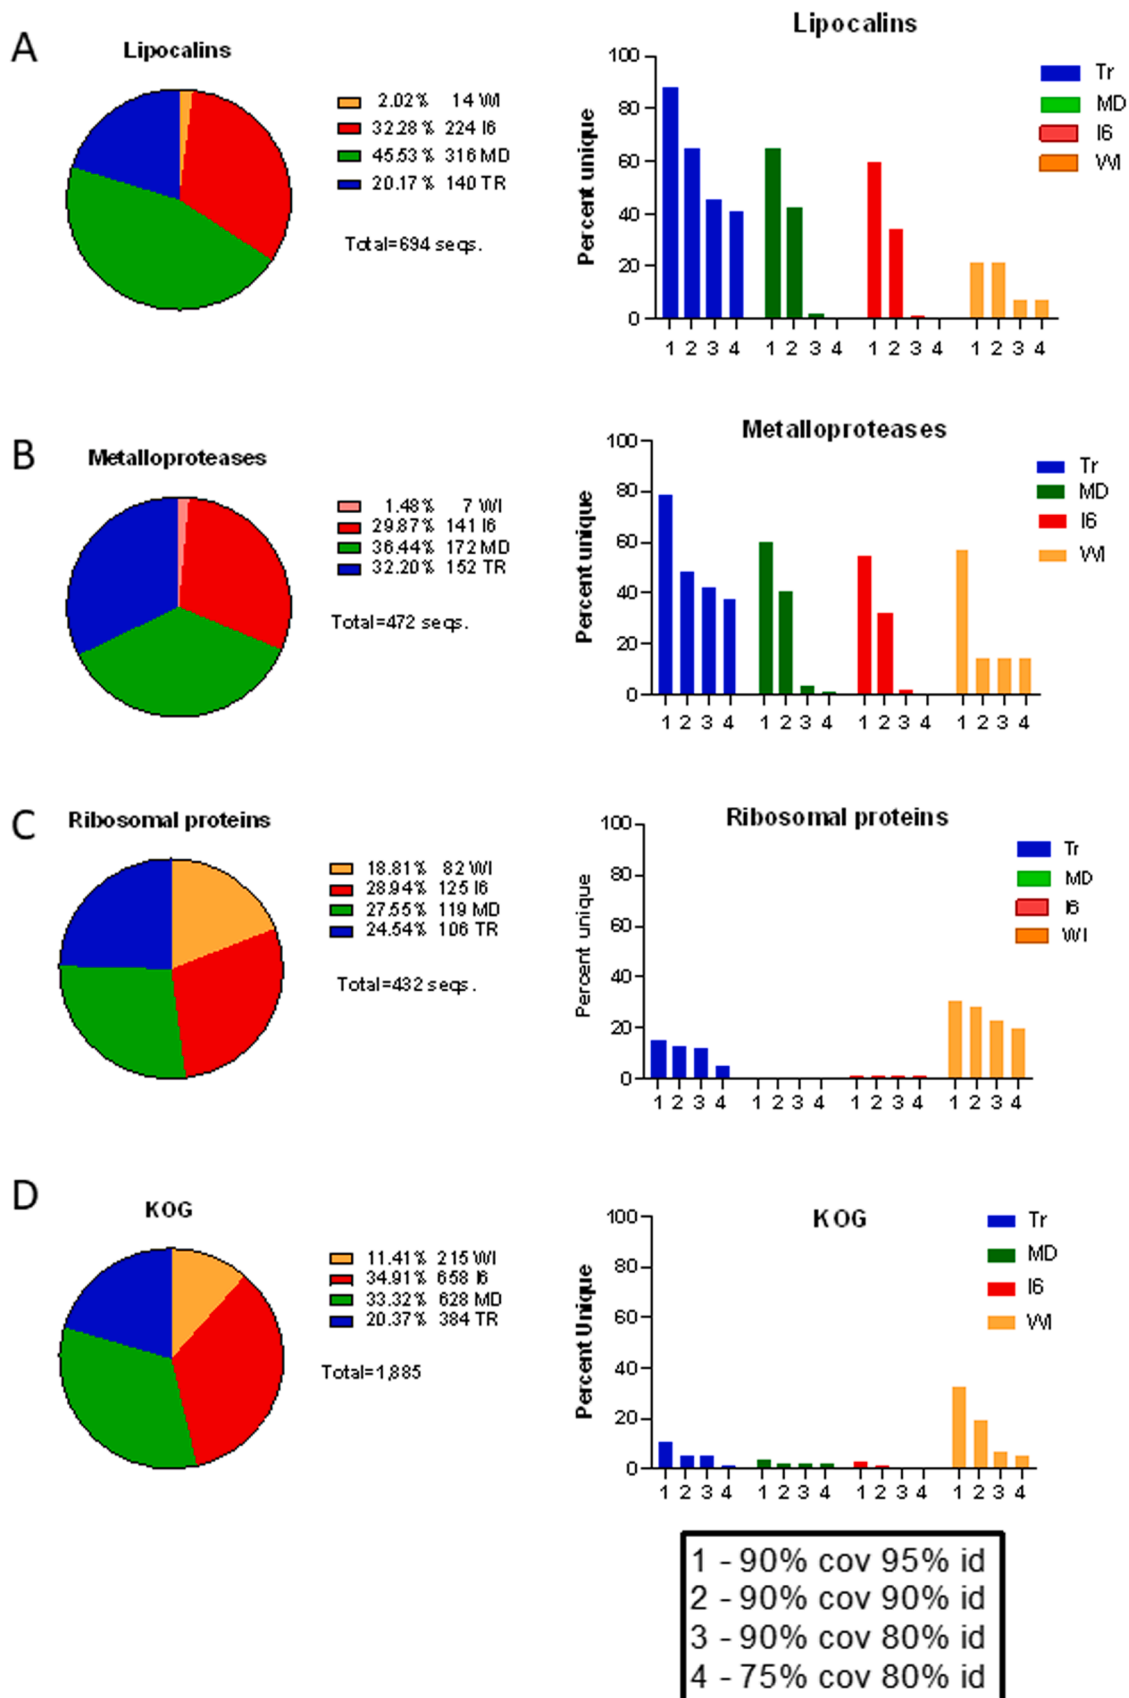 A
Lipocalins
2.02% 14 WI
32.28% 224 I6
45.53% 316 MD
20.17% 140 TR
Total=694 seqs.
Lipocalins
Percent unique
100
80
60
40
20
0
1 2 3 4 1 2 3 4 1 2 3 4 1 2 3 4
Tr
MD
I6
WI
B
Metalloproteases
1.48% 7 WI
29.87% 141 I6
36.44% 172 MD
32.20% 152 TR
Total=472 seqs.
Metalloproteases
Percent unique
100
80
60
40
20
0
1 2 3 4 1 2 3 4 1 2 3 4 1 2 3 4
Tr
MD
I6
WI
C
Ribosomal proteins
18.81% 82 WI
28.94% 125 I6
27.55% 119 MD
24.54% 106 TR
Total=432 seqs.
Ribosomal proteins
Percent unique
100
80
60
40
20
0
1 2 3 4 1 2 3 4 1 2 3 4 1 2 3 4
Tr
MD
I6
WI
D
KOG
11.41% 215 WI
34.91% 658 I6
33.32% 628 MD
20.37% 384 TR
Total=1,885
KOG
Percent Unique
100
80
60
40
20
0
1 2 3 4 1 2 3 4 1 2 3 4 1 2 3 4
Tr
MD
I6
WI
1 - 90% cov 95% id
2 - 90% cov 90% id
3 - 90% cov 80% id
4 - 75% cov 80% id